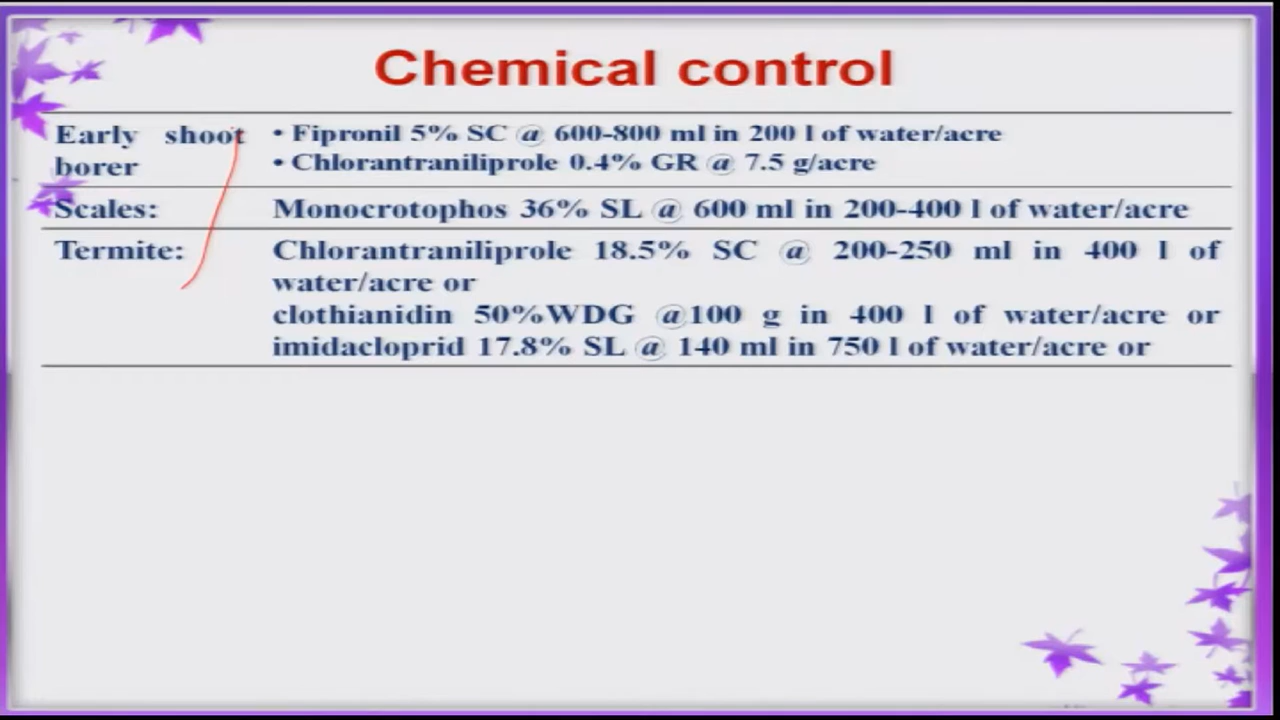 Chemical control
Early shoot borer
• Fipronil 5% SC @ 600-800 ml in 200 l of water/acre
• Chlorantraniliprole 0.4% GR @ 7.5 g/acre
Scales: Monocrotophos 36% SL @ 600 ml in 200-400 l of water/acre
Termite: Chlorantraniliprole 18.5% SC @ 200-250 ml in 400 l of
water/acre or
clothianidin 50%WDG @100 g in 400 l of water/acre or
imidacloprid 17.8% SL @ 140 ml in 750 l of water/acre or